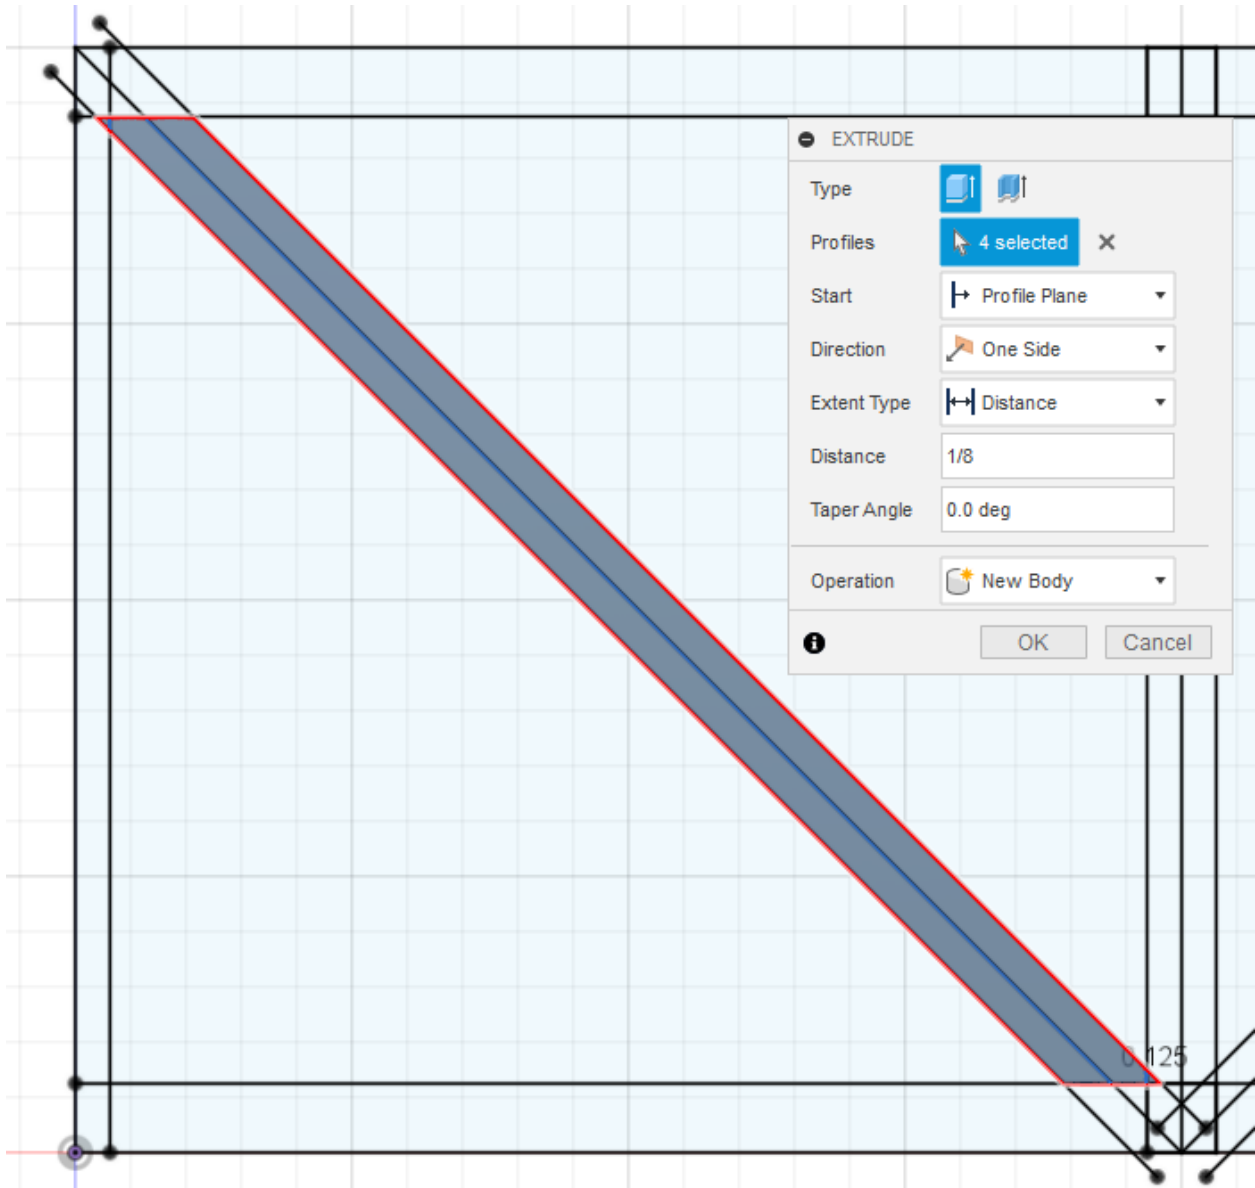 EXTRUDE
Type
Profiles 4 selected
Start Profile Plane
Direction One Side
Extent Type Distance
Distance 1/8
Taper Angle 0.0 deg
Operation New Body
OK Cancel
0.125